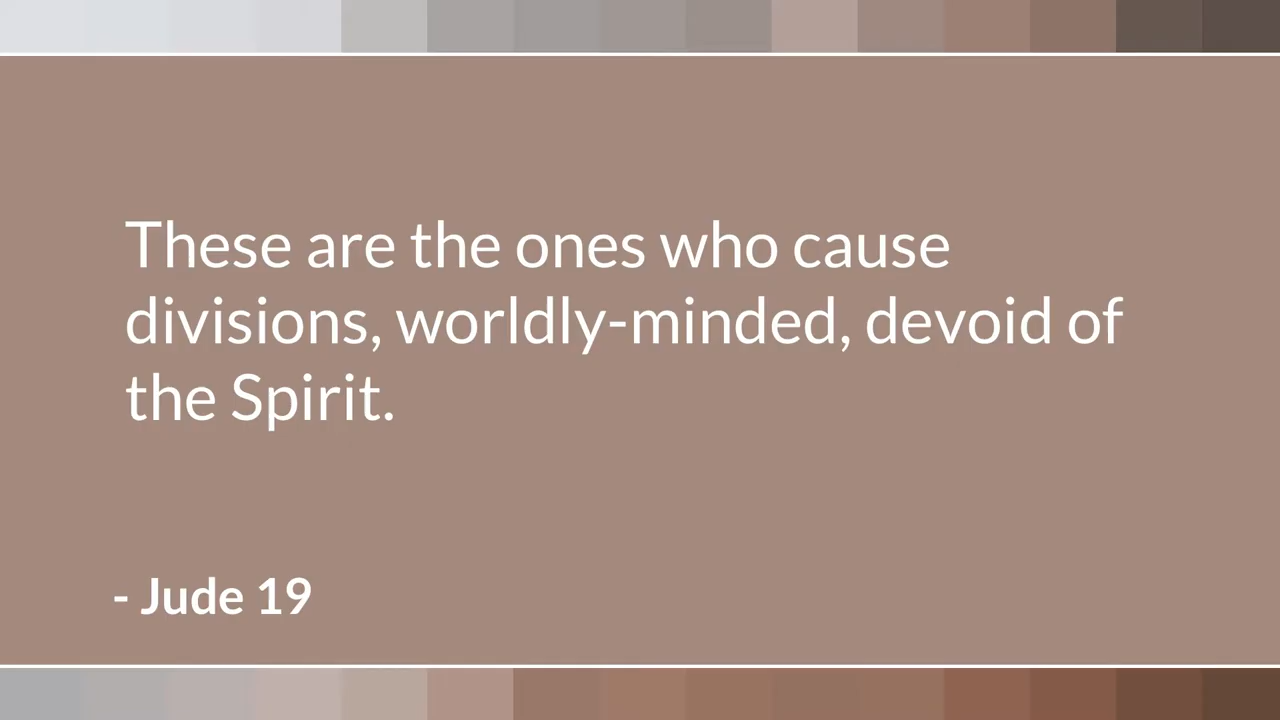 These are the ones who cause
divisions, worldly-minded, devoid of
the Spirit.
- Jude 19